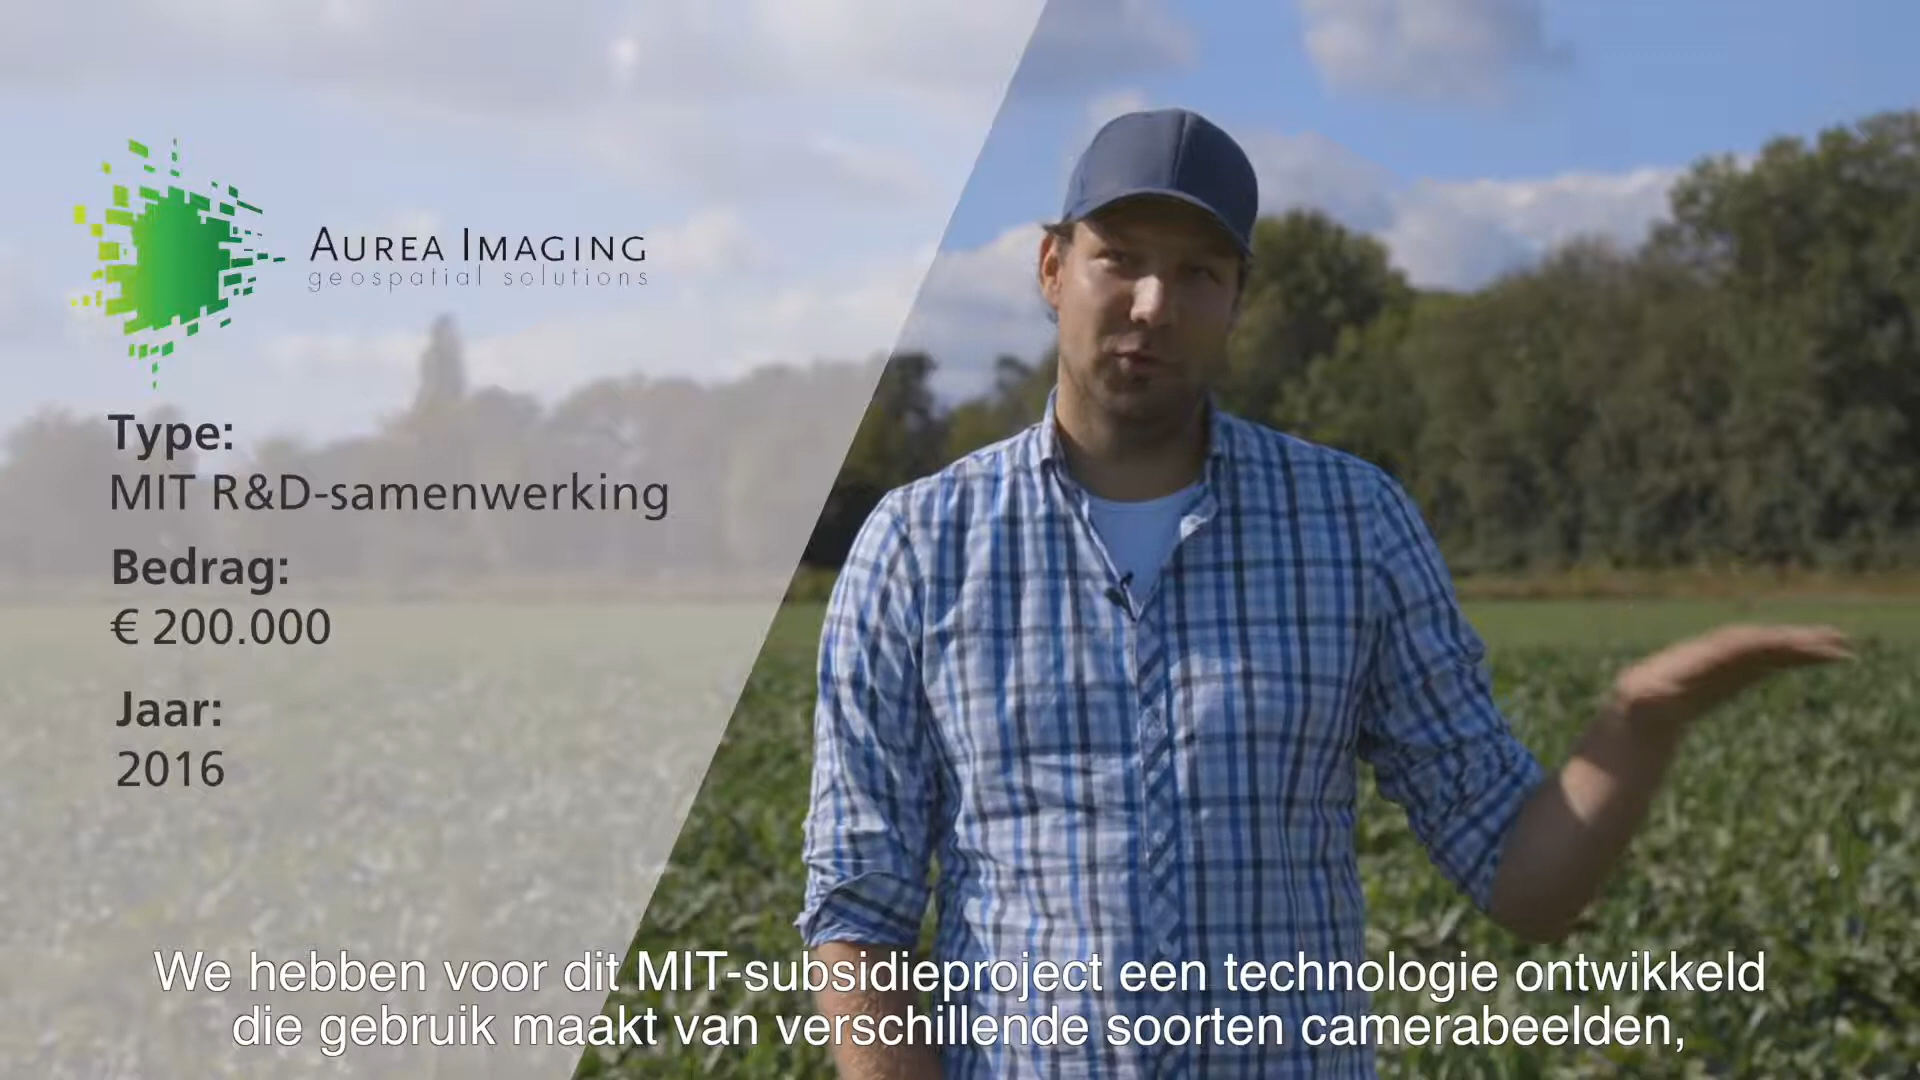 AUREA IMAGING
geospatial solutions
Type:
MIT R&D-samenwerking
Bedrag:
€ 200.000
Jaar:
2016
We hebben voor dit MIT-subsidieproject een technologie ontwikkeld
die gebruik maakt van verschillende soorten camerabeelden,